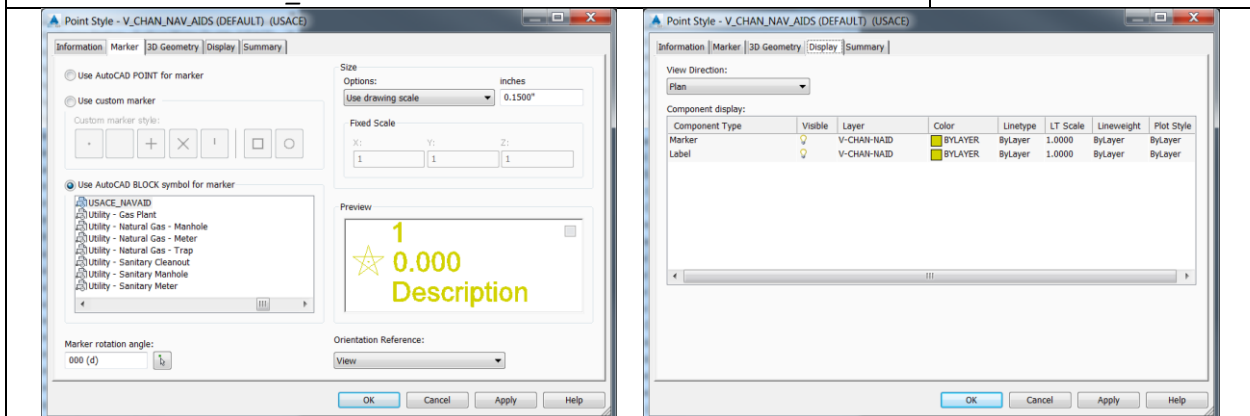 Point Style - V_CHAN_NAV_AIDS (DEFAULT) (USACE)
Information Marker 3D Geometry Display Summary
Use AutoCAD POINT for marker
Use custom marker
Custom marker style:
Use AutoCAD BLOCK symbol for marker
USACE_NAVAID
Utility - Gas Plant
Utility - Natural Gas - Manhole
Utility - Natural Gas - Meter
Utility - Natural Gas - Trap
Utility - Sanitary Cleanout
Utility - Sanitary Manhole
Utility - Sanitary Meter
Marker rotation angle:
000 (d)
Size
Options: inches
Use drawing scale 0.1500"
Fixed Scale
X: Y: Z:
1 1 1
Preview
1
0.000
Description
Orientation Reference:
View
OK Cancel Apply Help
Point Style - V_CHAN_NAV_AIDS (DEFAULT) (USACE)
Information Marker 3D Geometry Display Summary
View Direction:
Plan
Component display:
Component Type Visible Layer Color Linetype LT Scale Lineweight Plot Style
Marker V-CHAN-NAID BYLAYER ByLayer 1.0000 ByLayer ByLayer
Label V-CHAN-NAID BYLAYER ByLayer 1.0000 ByLayer ByLayer
OK Cancel Apply Help